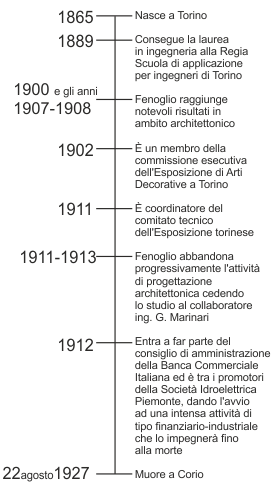 1865 Nasce a Torino
1889 Consegue la laurea
in ingegneria alla Regia
Scuola di applicazione
per ingegneri di Torino
1900 e gli anni
1907-1908 Fenoglio raggiunge
notevoli risultati in
ambito architettonico
1902 È un membro della
commissione esecutiva
dell'Esposizione di Arti
Decorative a Torino
1911 È coordinatore del
comitato tecnico
dell'Esposizione torinese
1911-1913 Fenoglio abbandona
progressivamente l'attività
di progettazione
architettonica cedendo
lo studio al collaboratore
ing. G. Marinari
1912 Entra a far parte del
consiglio di amministrazione
della Banca Commerciale
Italiana ed è tra i promotori
della Società Idroelettrica
Piemonte, dando l'avvio
ad una intensa attività di
tipo finanziario-industriale
che lo impegnerà fino
alla morte
22agosto1927 Muore a Corio